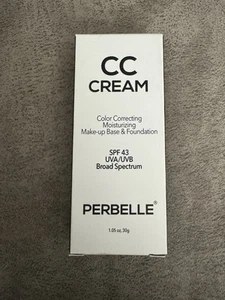 CC
CREAM
Color Correcting
Moisturizing
Make-up Base & Foundation
SPF 43
UVA/UVB
Broad Spectrum
PERBELLE®
1.05 oz, 30g